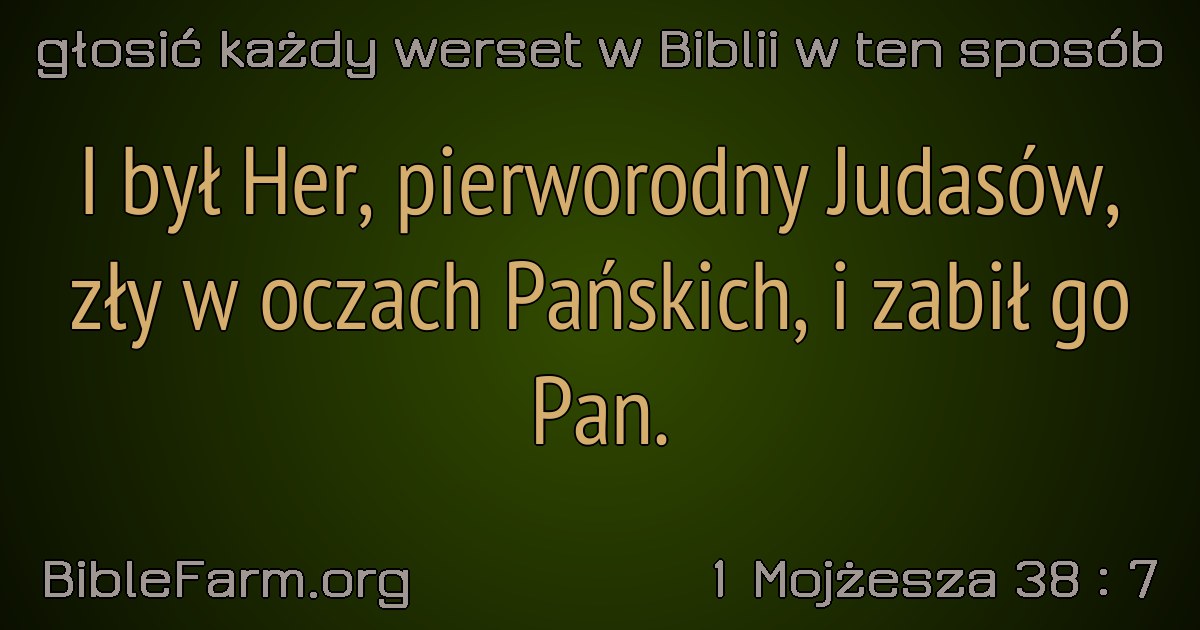 głosić każdy werset w Biblii w ten sposób
I był Her, pierworodny Judasów,
zły w oczach Pańskich, i zabił go
Pan.
BibleFarm.org
1 Mojżesza 38 : 7